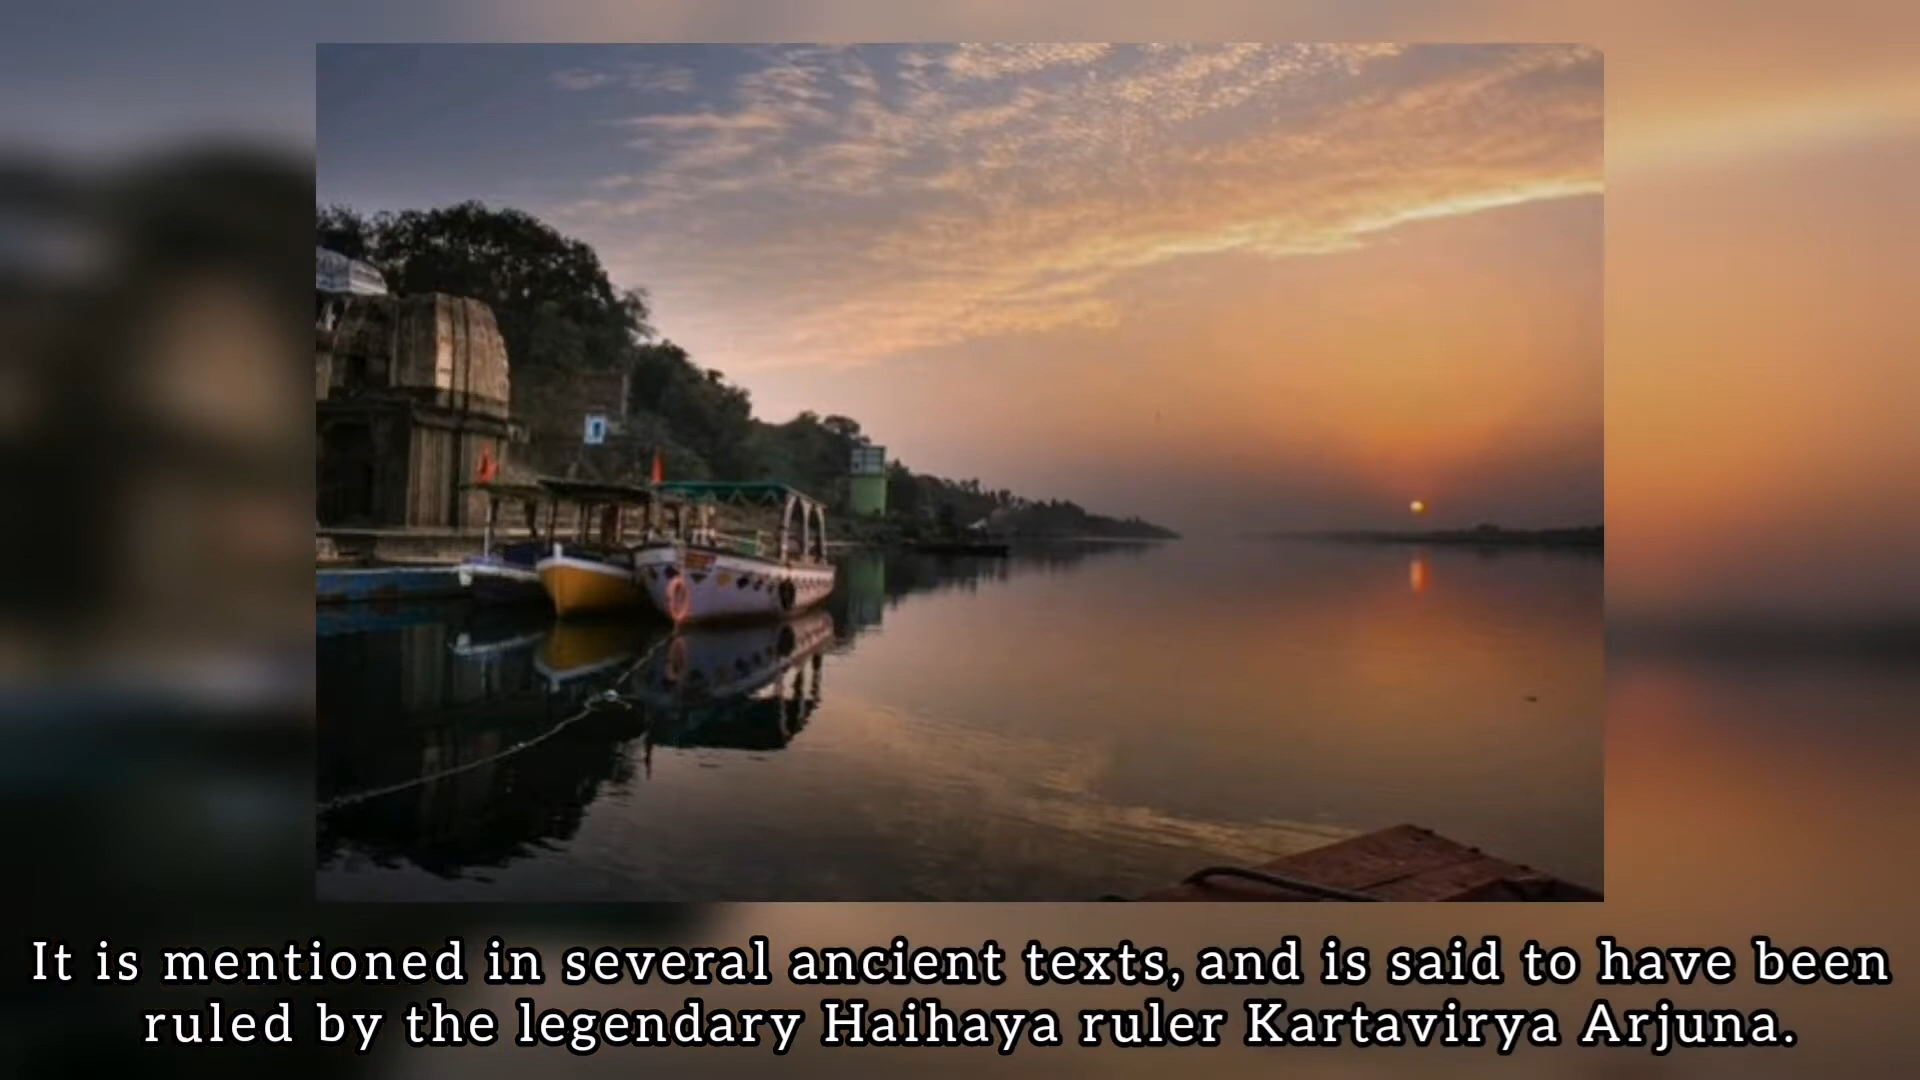 It is mentioned in several ancient texts, and is said to have been
ruled by the legendary Haihaya ruler Kartavirya Arjuna.